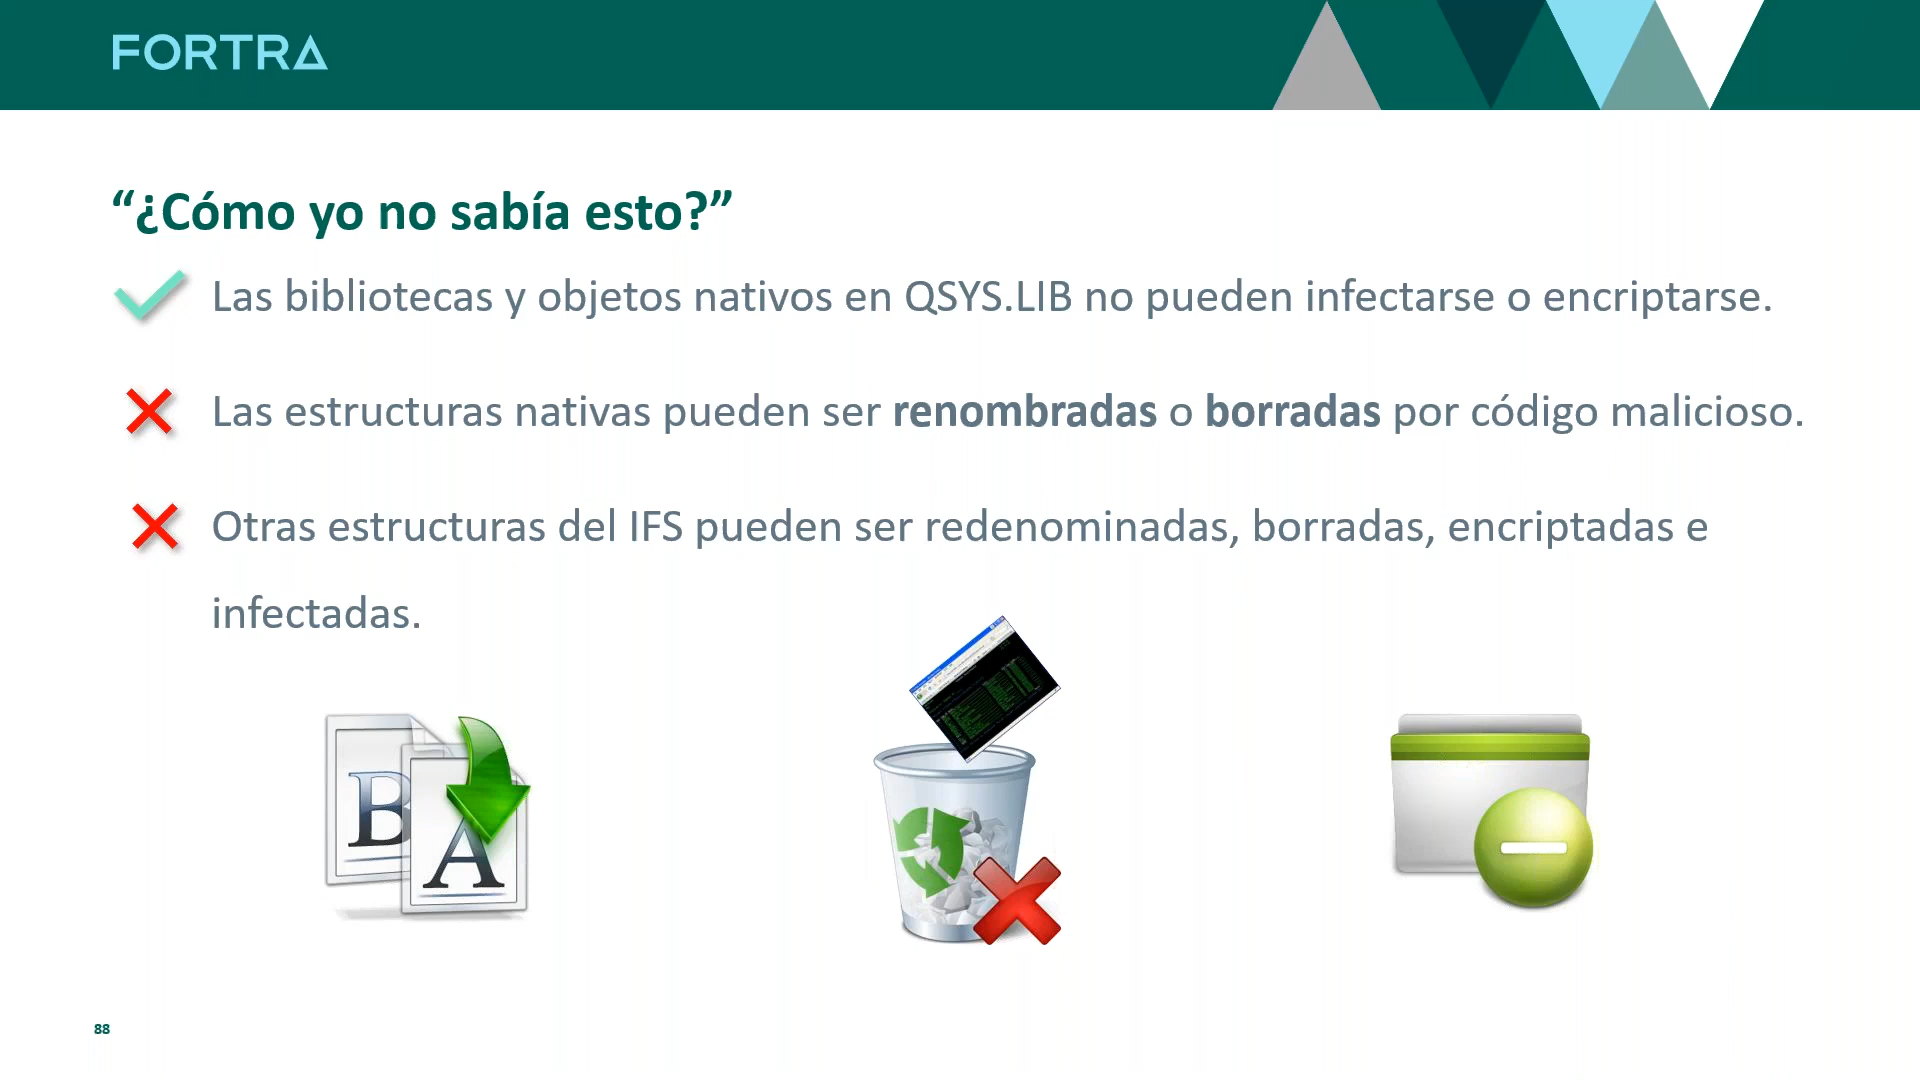 FORTRA
“¿Cómo yo no sabía esto?”
Las bibliotecas y objetos nativos en QSYS.LIB no pueden infectarse o encriptarse.
Las estructuras nativas pueden ser renombradas o borradas por código malicioso.
Otras estructuras del IFS pueden ser redenominadas, borradas, encriptadas e
infectadas.
B
A
88